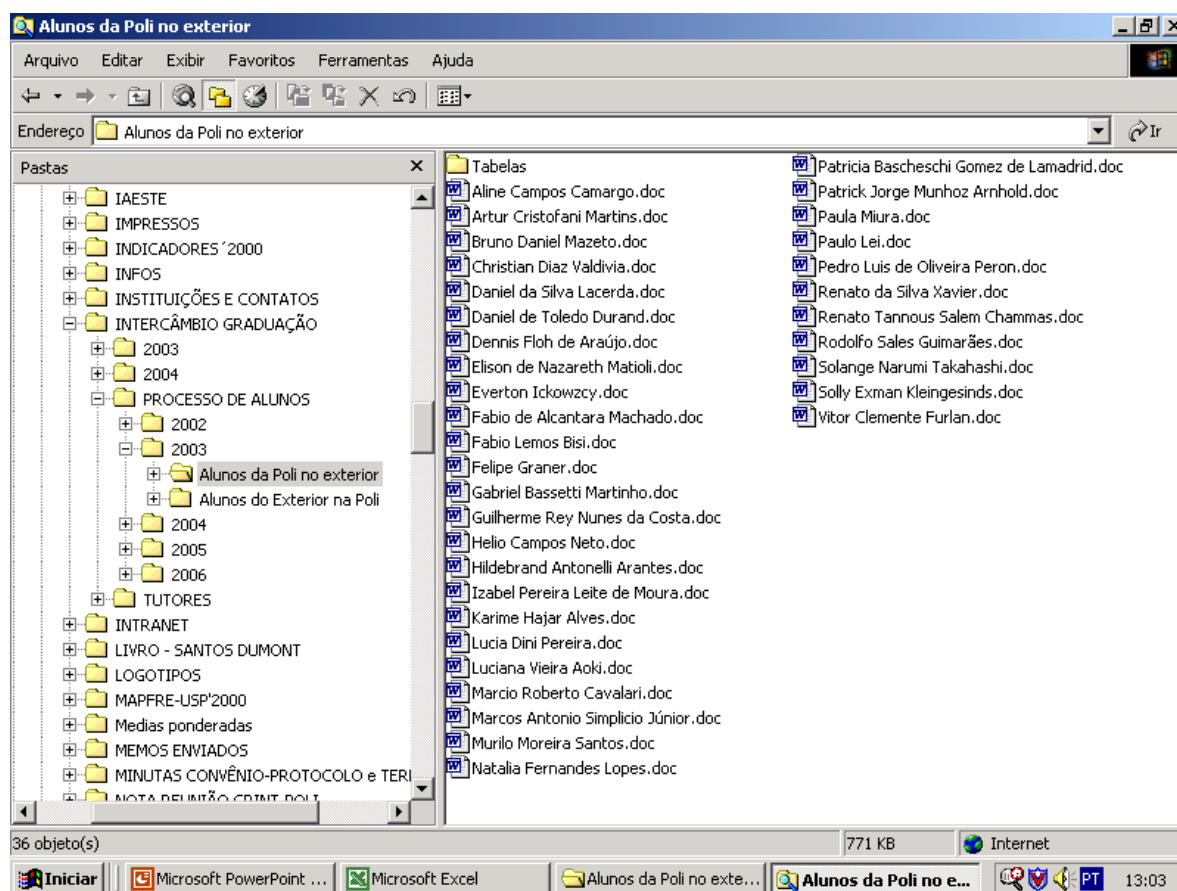 Alunos da Poli no exterior
Arquivo Editar Exibir Favoritos Ferramentas Ajuda
Endereço Alunos da Poli no exterior Ir
Pastas
IAESTE
IMPRESSOS
INDICADORES´2000
INFOS
INSTITUIÇÕES E CONTATOS
INTERCÂMBIO GRADUAÇÃO
2003
2004
PROCESSO DE ALUNOS
2002
2003
Alunos da Poli no exterior
Alunos do Exterior na Poli
2004
2005
2006
TUTORES
INTRANET
LIVRO - SANTOS DUMONT
LOGOTIPOS
MAPFRE-USP'2000
Medias ponderadas
MEMOS ENVIADOS
MINUTAS CONVÊNIO-PROTOCOLO e TERI
NOTA REUNIÃO CRINT POLI
Tabelas
Aline Campos Camargo.doc
Artur Cristofani Martins.doc
Bruno Daniel Mazeto.doc
Christian Diaz Valdivia.doc
Daniel da Silva Lacerda.doc
Daniel de Toledo Durand.doc
Dennis Floh de Araújo.doc
Elison de Nazareth Matioli.doc
Everton Ickowzcy.doc
Fabio de Alcantara Machado.doc
Fabio Lemos Bisi.doc
Felipe Graner.doc
Gabriel Bassetti Martinho.doc
Guilherme Rey Nunes da Costa.doc
Helio Campos Neto.doc
Hildebrand Antonelli Arantes.doc
Izabel Pereira Leite de Moura.doc
Karime Hajar Alves.doc
Lucia Dini Pereira.doc
Luciana Vieira Aoki.doc
Marcio Roberto Cavalari.doc
Marcos Antonio Simplicio Júnior.doc
Murilo Moreira Santos.doc
Natalia Fernandes Lopes.doc
Patricia Bascheschi Gomez de Lamadrid.doc
Patrick Jorge Munhoz Arnhold.doc
Paula Miura.doc
Paulo Lei.doc
Pedro Luis de Oliveira Peron.doc
Renato da Silva Xavier.doc
Renato Tannous Salem Chammas.doc
Rodolfo Sales Guimarães.doc
Solange Narumi Takahashi.doc
Solly Exman Kleingesinds.doc
Vitor Clemente Furlan.doc
36 objeto(s) 771 KB Internet
Iniciar Microsoft PowerPoint ... Microsoft Excel Alunos da Poli no exte... Alunos da Poli no e... PT 13:03